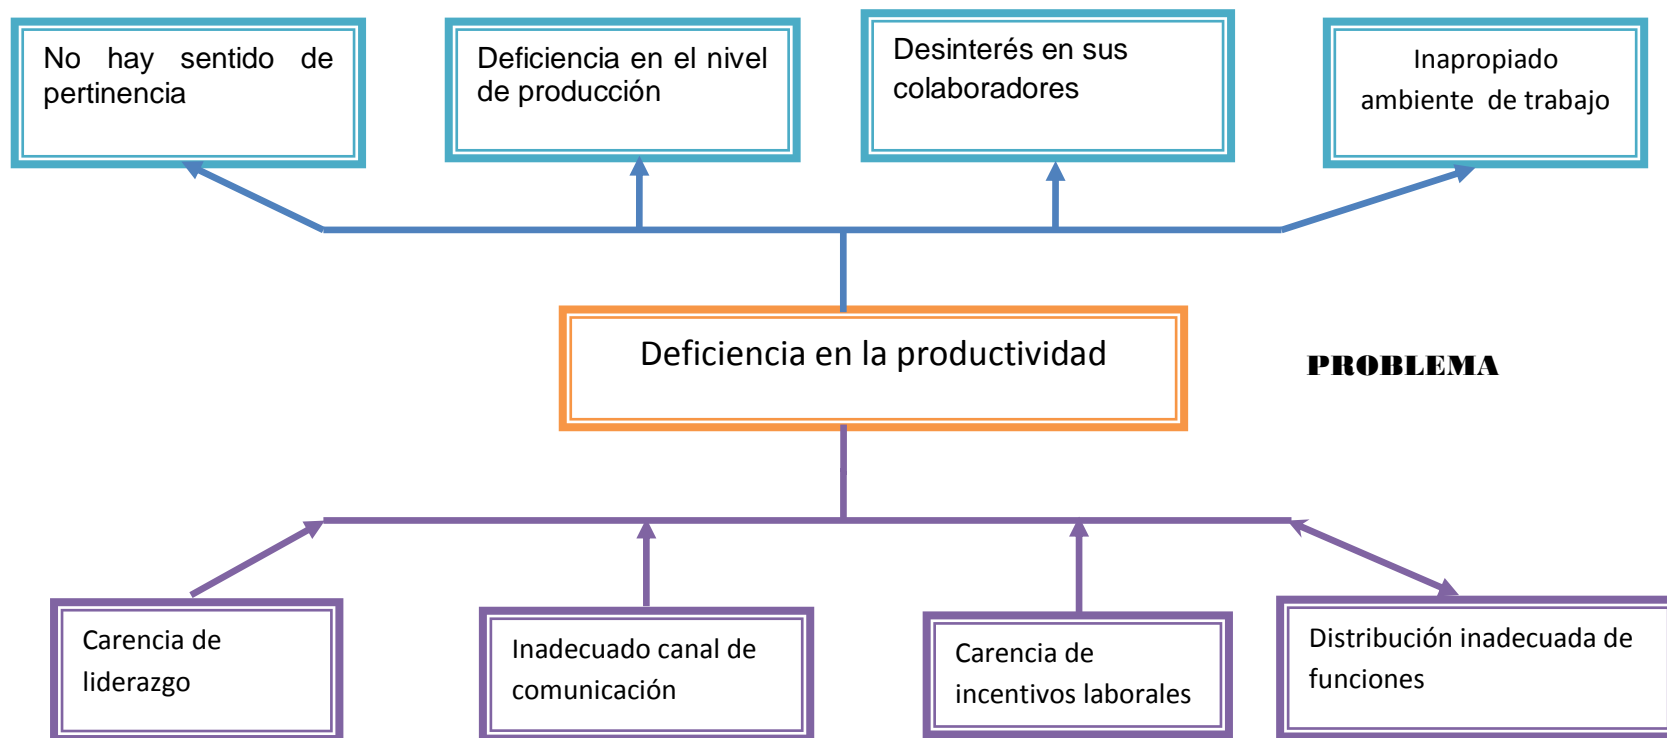 No hay sentido de
pertinencia
Deficiencia en el nivel
de producción
Desinterés en sus
colaboradores
Inapropiado
ambiente de trabajo
Deficiencia en la productividad
PROBLEMA
Carencia de
liderazgo
Inadecuado canal de
comunicación
Carencia de
incentivos laborales
Distribución inadecuada de
funciones